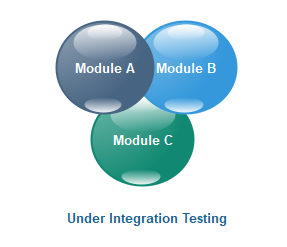 Module A
Module B
Module C
Under Integration Testing